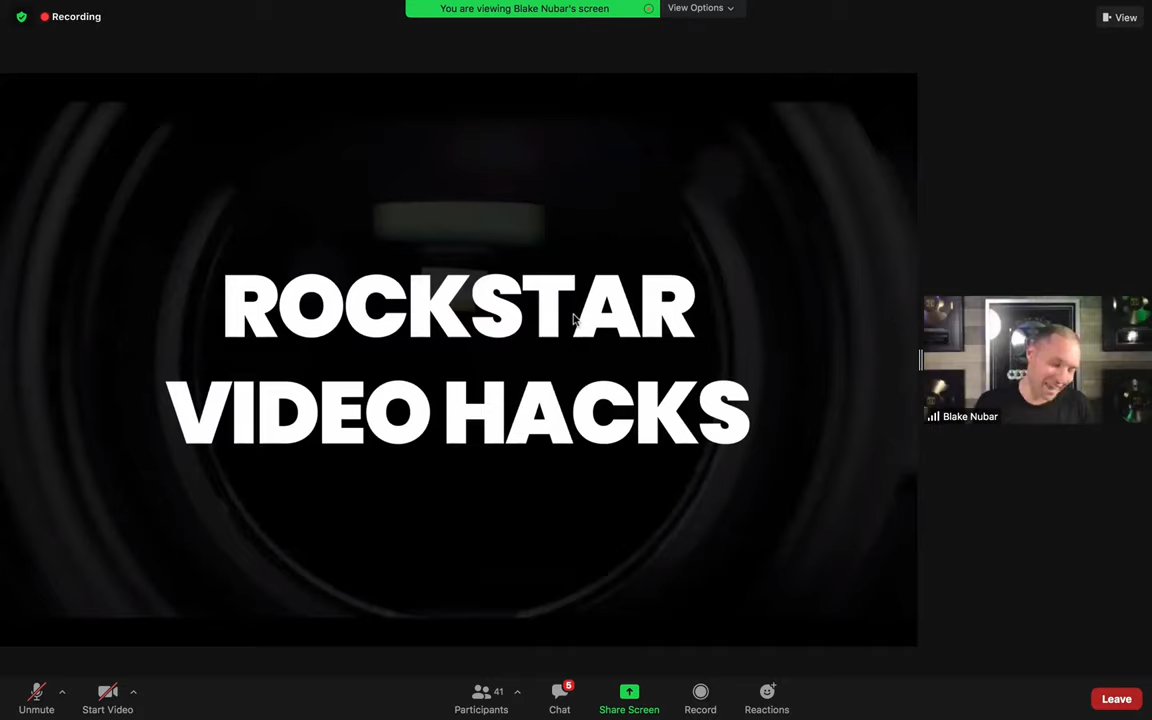 Recording
You are viewing Blake Nubar's screen
View Options
View
ROCKSTAR
VIDEO HACKS
Blake Nubar
Unmute
Start Video
41
Participants
5
Chat
Share Screen
Record
Reactions
Leave